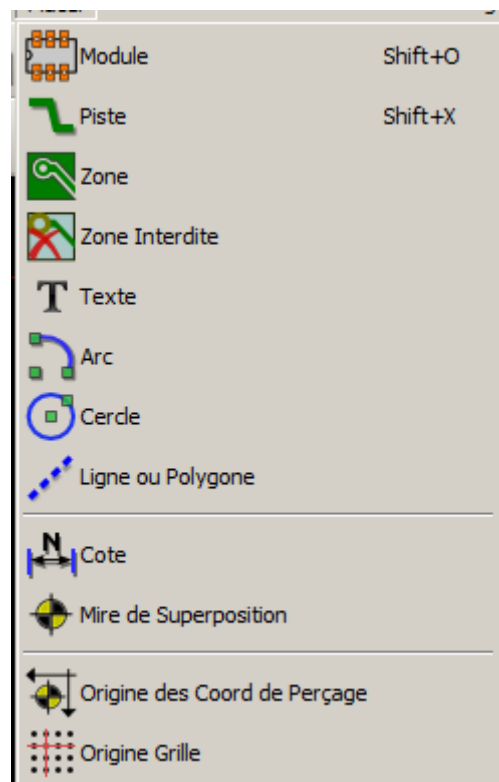 Module Shift+O
Piste Shift+X
Zone
Zone Interdite
Texte
Arc
Cercle
Ligne ou Polygone
Cote
Mire de Superposition
Origine des Coord de Perçage
Origine Grille